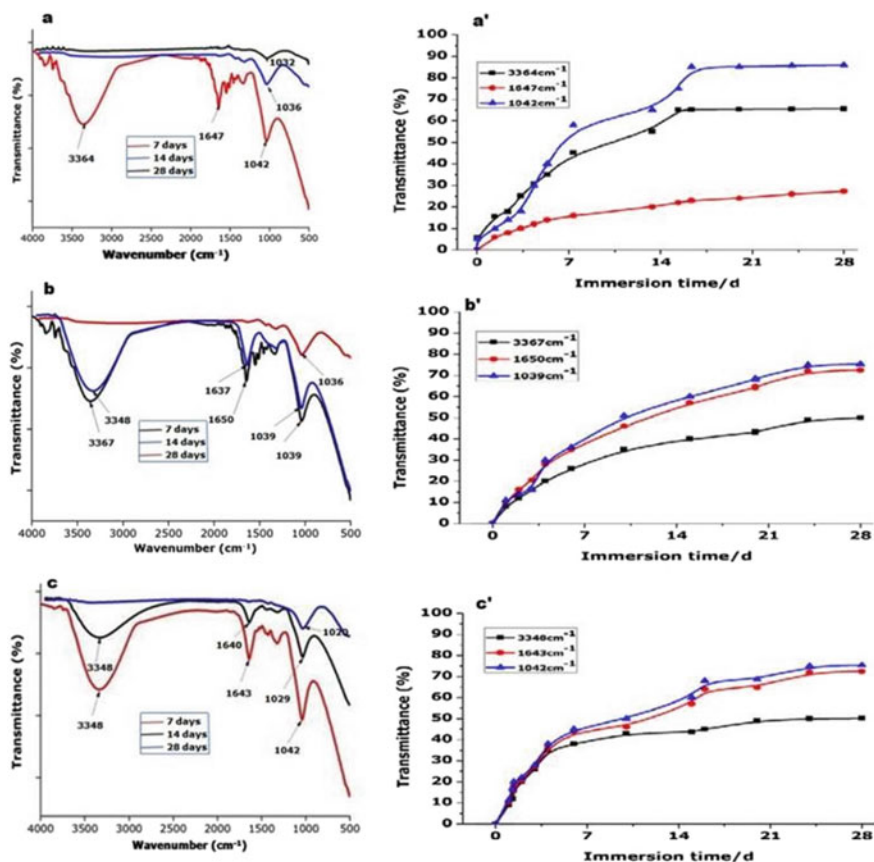 a
Transmittance (%)
1032
1036
1647
1042
3364
7 days
14 days
28 days
4000 3500 3000 2500 2000 1500 1000 500
Wavenumber (cm-1)
a'
Transmittance (%)
100
90
80
70
60
50
40
30
20
10
0
3364cm-1
1647cm-1
1042cm-1
0 7 14 21 28
Immersion time/d
b
Transmittance (%)
1036
1637
1650
3348
3367
1039
1039
7 days
14 days
28 days
4000 3500 3000 2500 2000 1500 1000 500
Wavenumber (cm-1)
b'
Transmittance (%)
100
90
80
70
60
50
40
30
20
10
0
3367cm-1
1650cm-1
1039cm-1
0 7 14 21 28
Immersion time/d
c
Transmittance (%)
1640
1643
1029
3348
3348
1042
7 days
14 days
28 days
4000 3500 3000 2500 2000 1500 1000 500
Wavenumber (cm-1)
c'
Transmittance (%)
100
90
80
70
60
50
40
30
20
10
0
3348cm-1
1643cm-1
1042cm-1
0 7 14 21 28
Immersion time/d